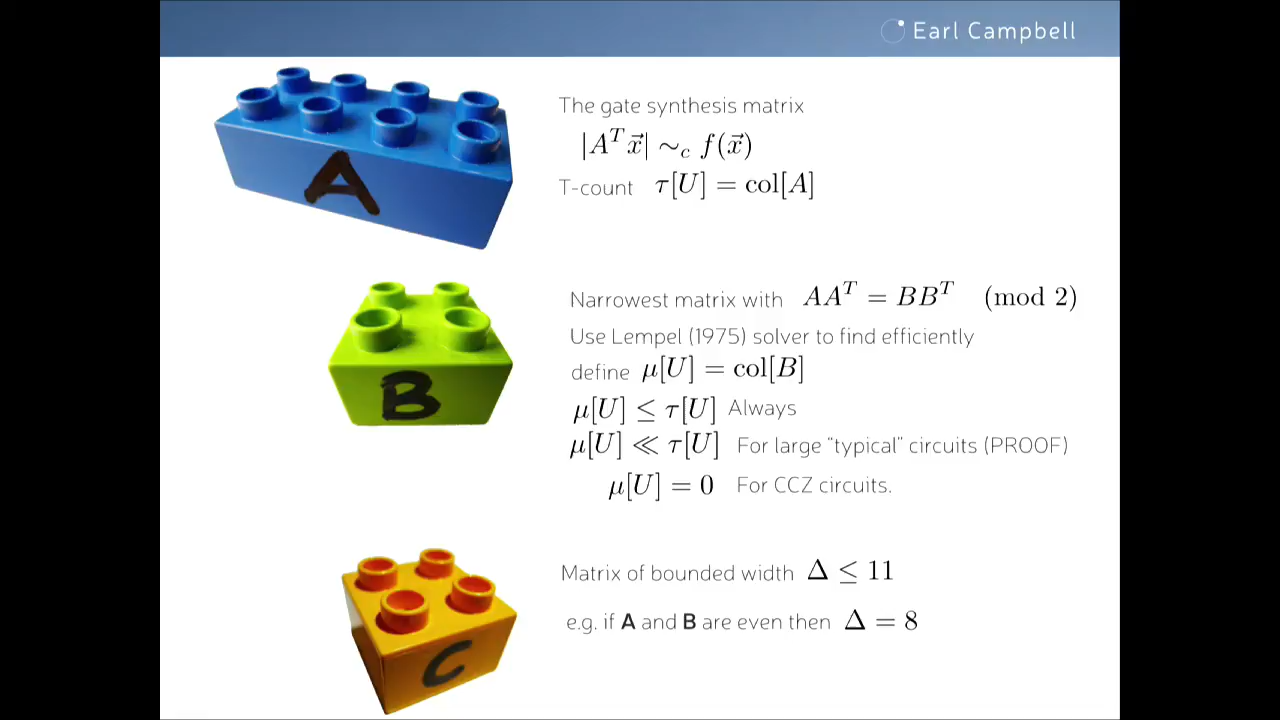 Earl Campbell
The gate synthesis matrix
|A^T x⃗| ∼_c f(x⃗)
T-count τ[U] = col[A]
A
Narrowest matrix with AA^T = BB^T (mod 2)
Use Lempel (1975) solver to find efficiently
define μ[U] = col[B]
μ[U] ≤ τ[U] Always
μ[U] ≪ τ[U] For large “typical” circuits (PROOF)
μ[U] = 0 For CCZ circuits.
B
Matrix of bounded width Δ ≤ 11
e.g. if A and B are even then Δ = 8
C